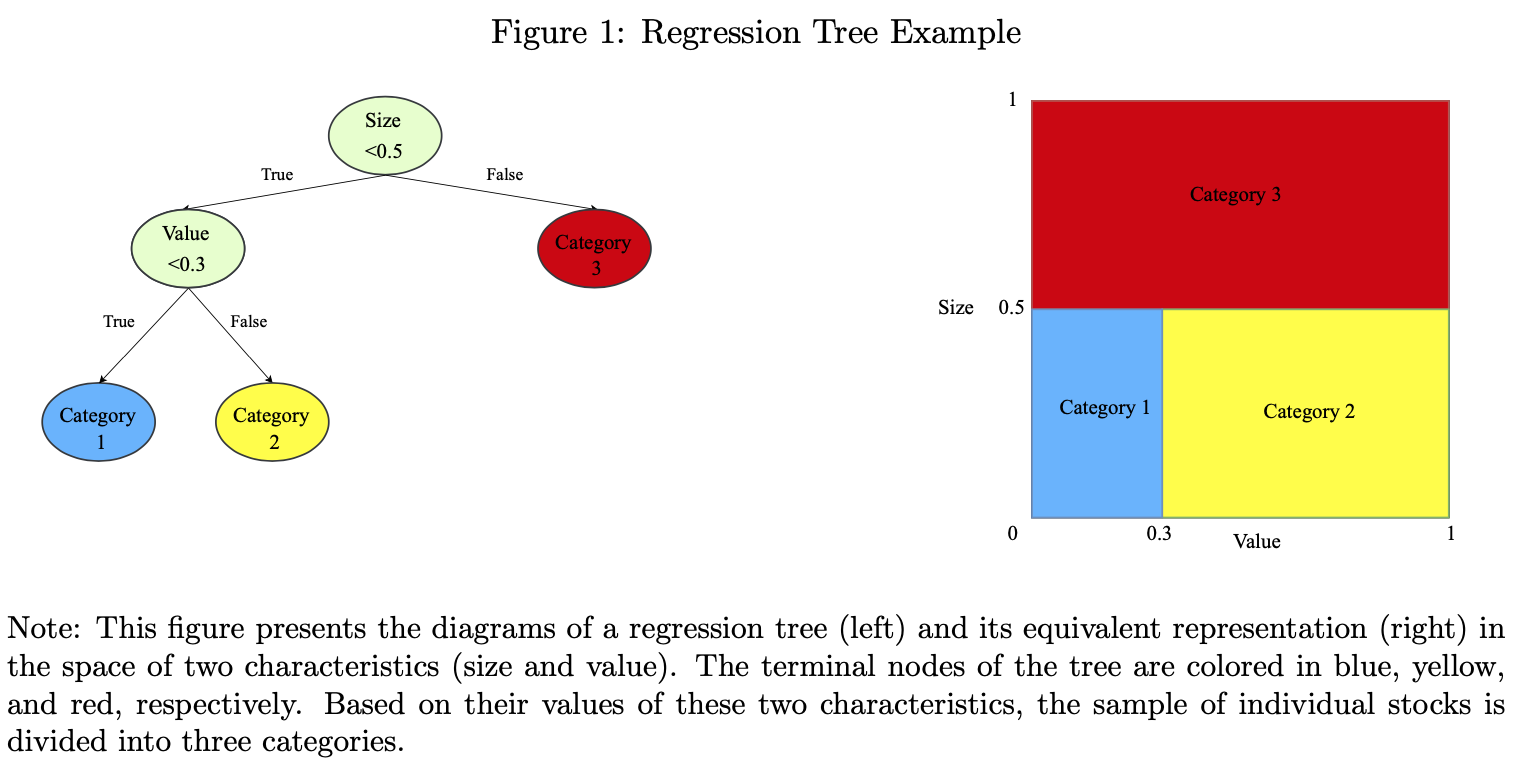 Figure 1: Regression Tree Example
Size
<0.5
True
False
Value
<0.3
Category
3
True
False
Category
1
Category
2
1
Category 3
Size
0.5
Category 1
Category 2
0
0.3
Value
1
Note: This figure presents the diagrams of a regression tree (left) and its equivalent representation (right) in
the space of two characteristics (size and value). The terminal nodes of the tree are colored in blue, yellow,
and red, respectively. Based on their values of these two characteristics, the sample of individual stocks is
divided into three categories.